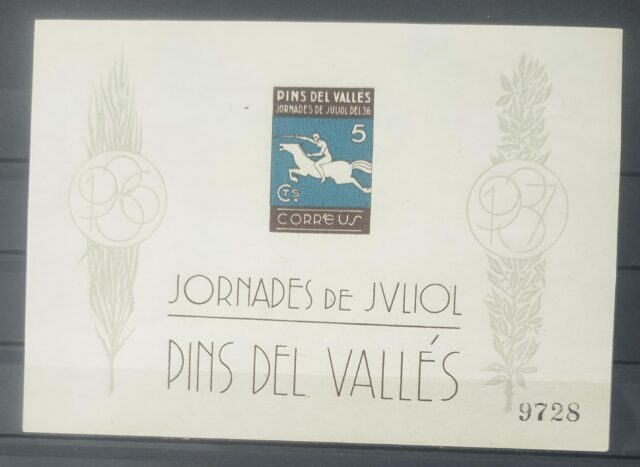 PINS DEL VALLÉS
JORNADES DE JULIOL DEL 36
5
CTS.
CORREUS
1936
1937
JORNADES DE JVLIOL
PINS DEL VALLÉS
9728